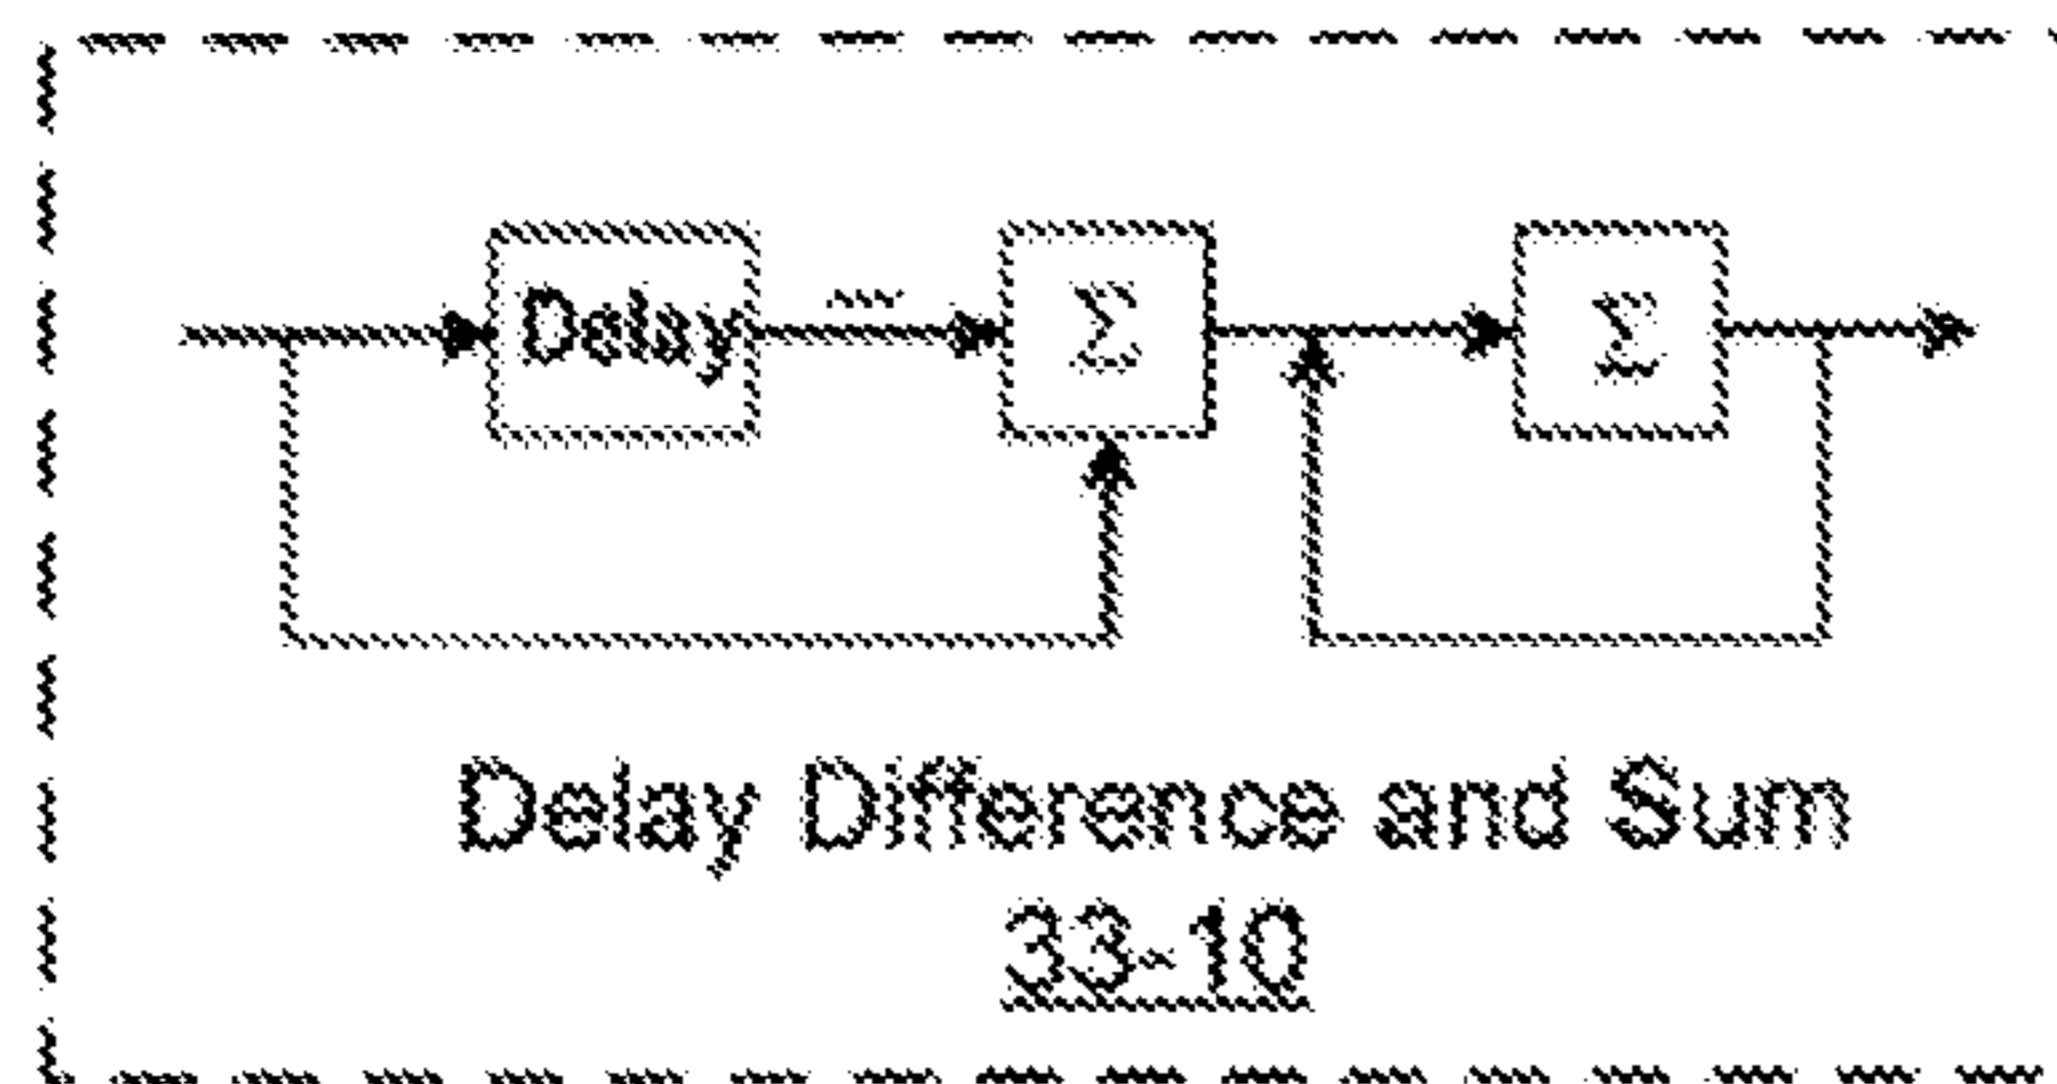 Delay
−
Σ
Σ
Delay Difference and Sum
33-10